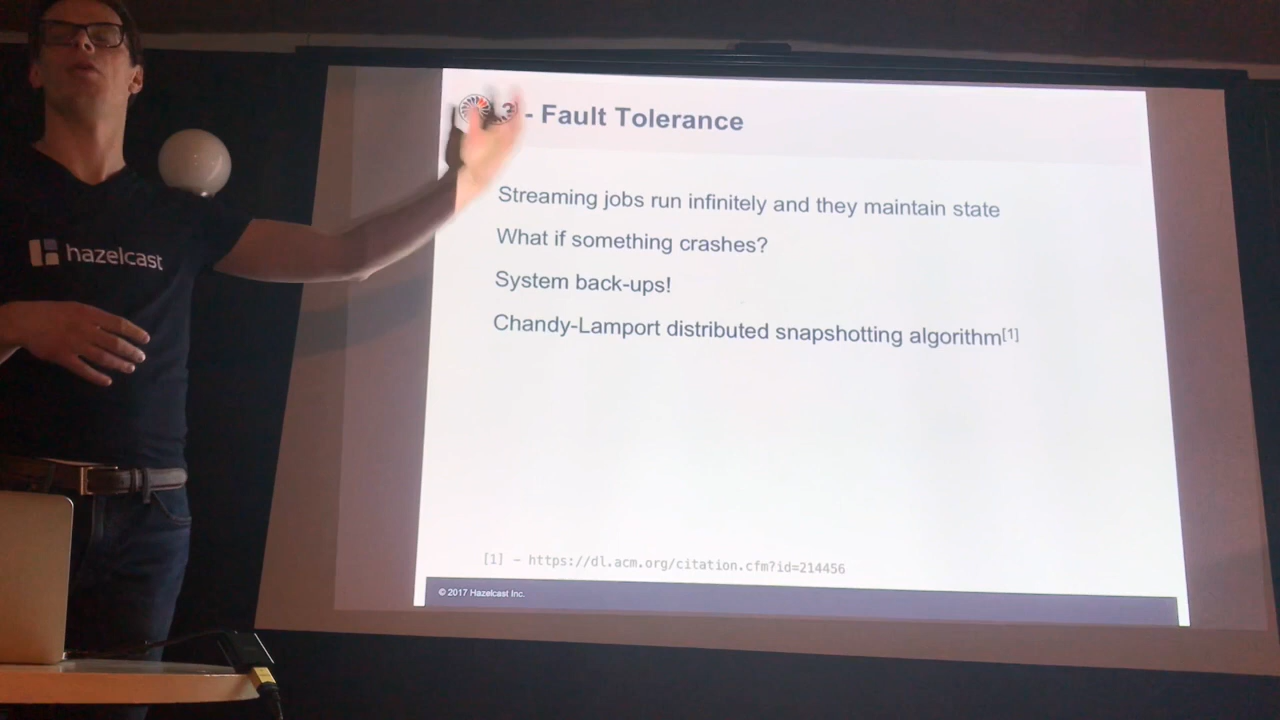 hazelcast
3 - Fault Tolerance
Streaming jobs run infinitely and they maintain state
What if something crashes?
System back-ups!
Chandy-Lamport distributed snapshotting algorithm[1]
[1] – https://dl.acm.org/citation.cfm?id=214456
© 2017 Hazelcast Inc.